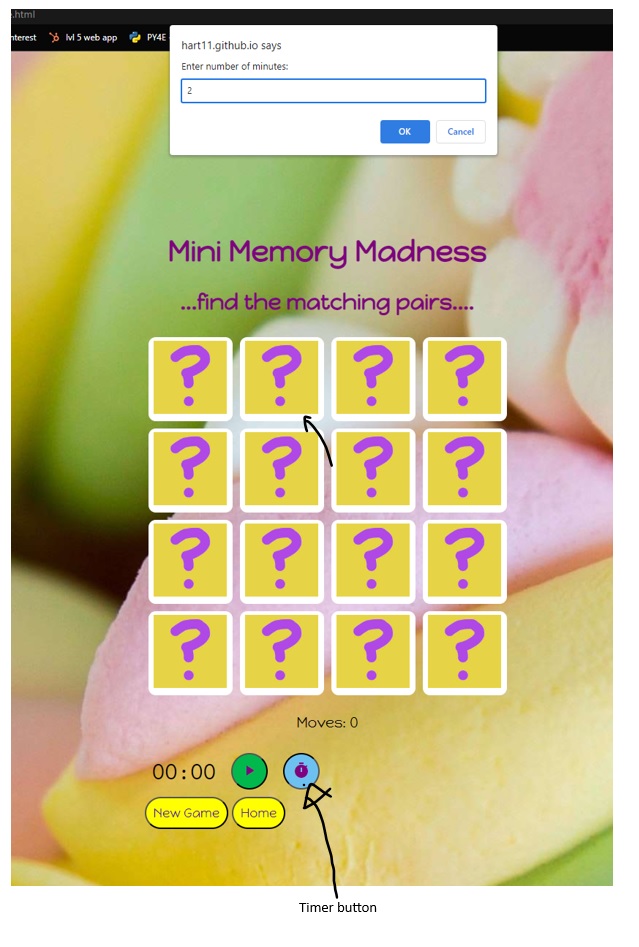 .html
nterest lvl 5 web app PY4E
hart11.github.io says
Enter number of minutes:
2
OK Cancel
Mini Memory Madness
...find the matching pairs....
? ? ? ?
? ? ? ?
? ? ? ?
? ? ? ?
Moves: 0
00:00
New Game Home
Timer button